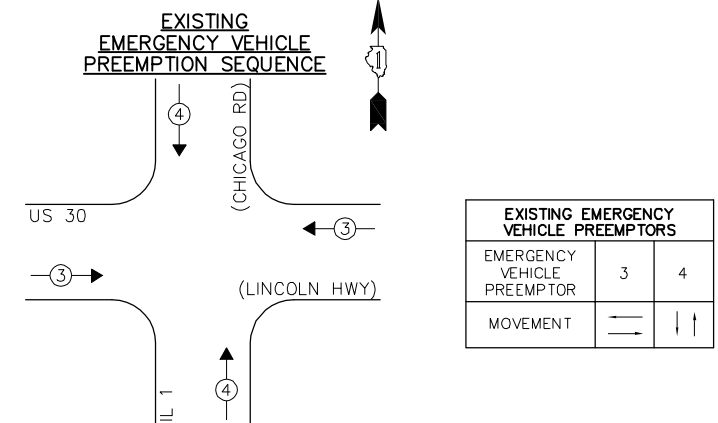 EXISTING
EMERGENCY VEHICLE
PREEMPTION SEQUENCE
1
4
(CHICAGO RD)
US 30
3
3
(LINCOLN HWY)
4
IL 1
EXISTING EMERGENCY
VEHICLE PREEMPTORS
EMERGENCY
VEHICLE
PREEMPTOR
3
4
MOVEMENT